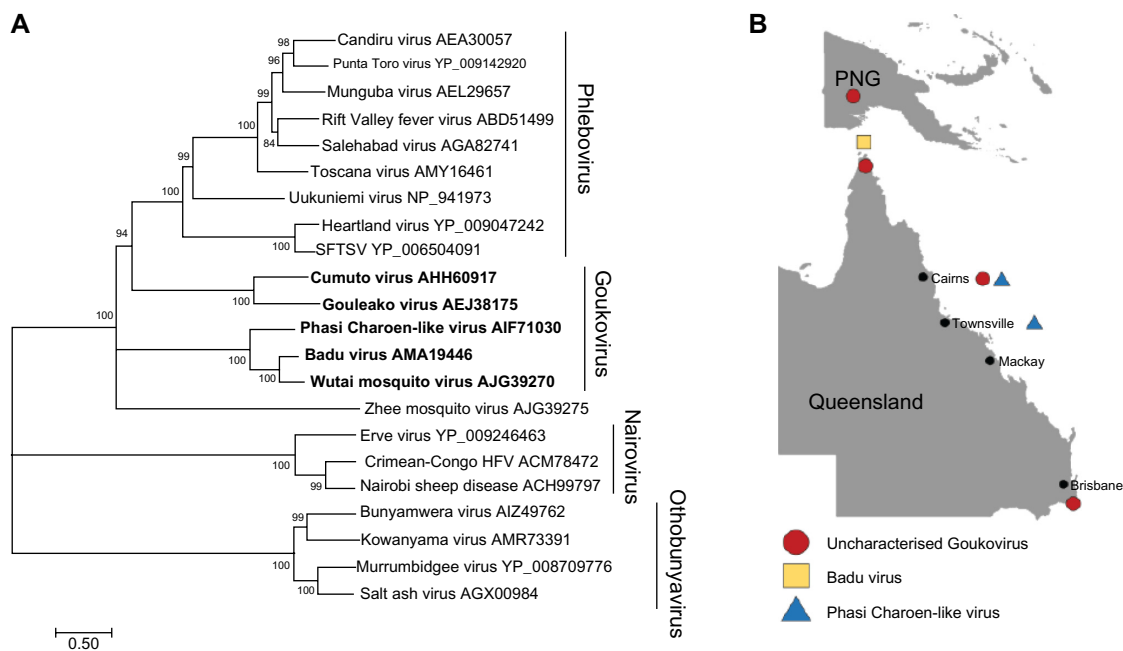 A
98
Candiru virus AEA30057
96
Punta Toro virus YP_009142920
99
Munguba virus AEL29657
100
Rift Valley fever virus ABD51499
84
Salehabad virus AGA82741
99
Toscana virus AMY16461
100
Uukuniemi virus NP_941973
94
Heartland virus YP_009047242
100
SFTSV YP_006504091
Phlebovirus
Cumuto virus AHH60917
100
Gouleako virus AEJ38175
100
Phasi Charoen-like virus AIF71030
100
Badu virus AMA19446
100
Wutai mosquito virus AJG39270
Goukovirus
Zhee mosquito virus AJG39275
Erve virus YP_009246463
100
Crimean-Congo HFV ACM78472
99
Nairobi sheep disease ACH99797
Nairovirus
99
Bunyamwera virus AIZ49762
Kowanyama virus AMR73391
100
Murrumbidgee virus YP_008709776
100
Salt ash virus AGX00984
Othobunyavirus
0.50
B
PNG
Cairns
Townsville
Mackay
Queensland
Brisbane
Uncharacterised Goukovirus
Badu virus
Phasi Charoen-like virus